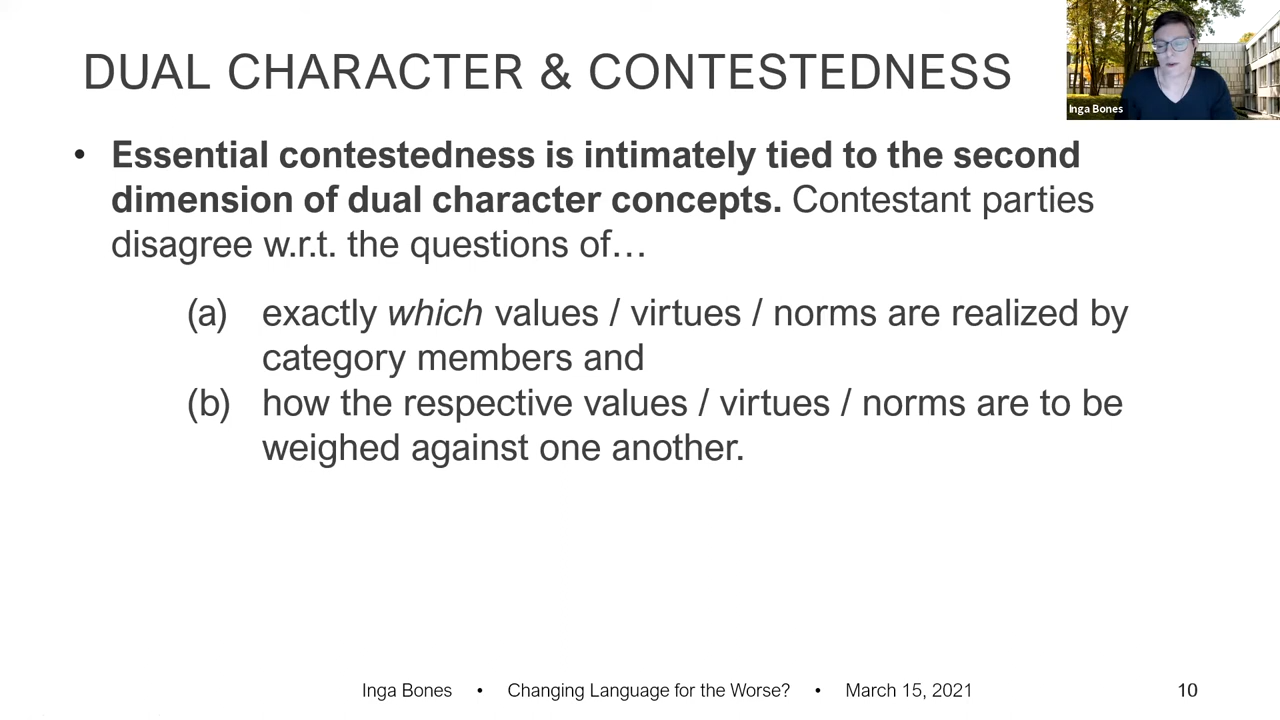 DUAL CHARACTER & CONTESTEDNESS
Inga Bones
• Essential contestedness is intimately tied to the second
dimension of dual character concepts. Contestant parties
disagree w.r.t. the questions of…
(a) exactly which values / virtues / norms are realized by
category members and
(b) how the respective values / virtues / norms are to be
weighed against one another.
Inga Bones • Changing Language for the Worse? • March 15, 2021 10